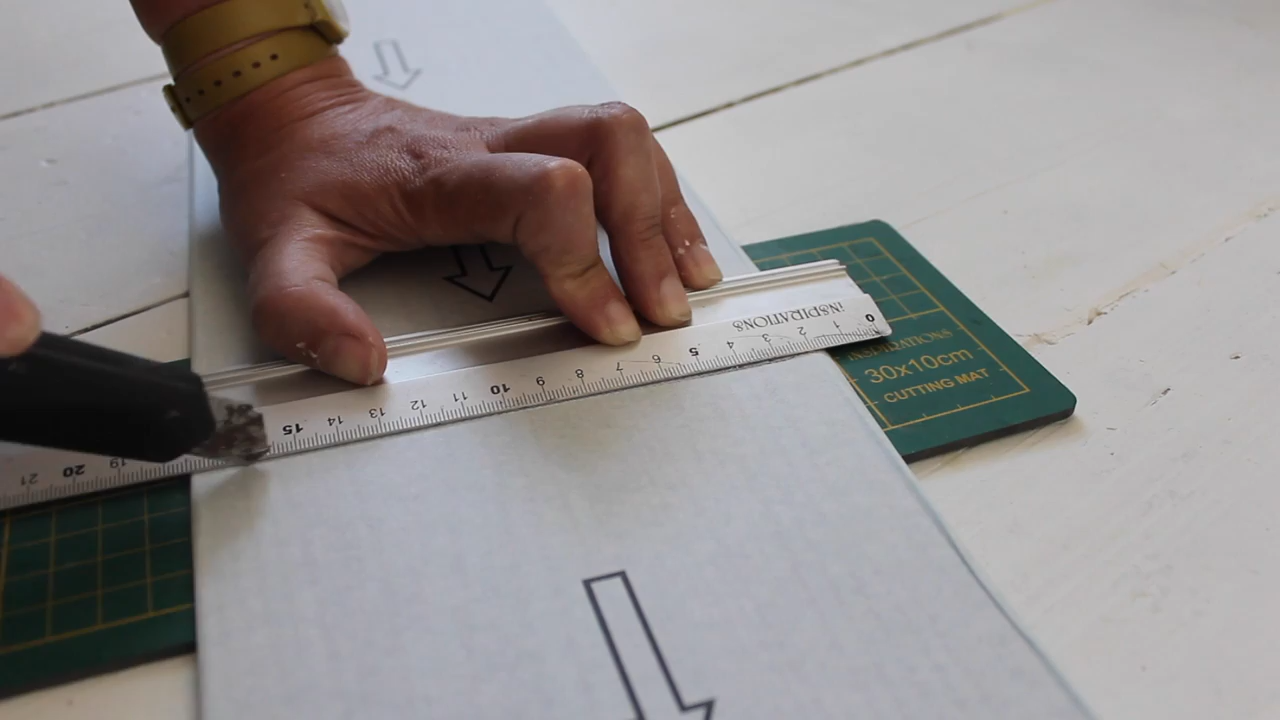 INSPIRATIONS
0 1 2 3 4 5 6 7 8 9 10 11 12 13 14 15 19 20 21
INSPIRATIONS
30x10cm
CUTTING MAT